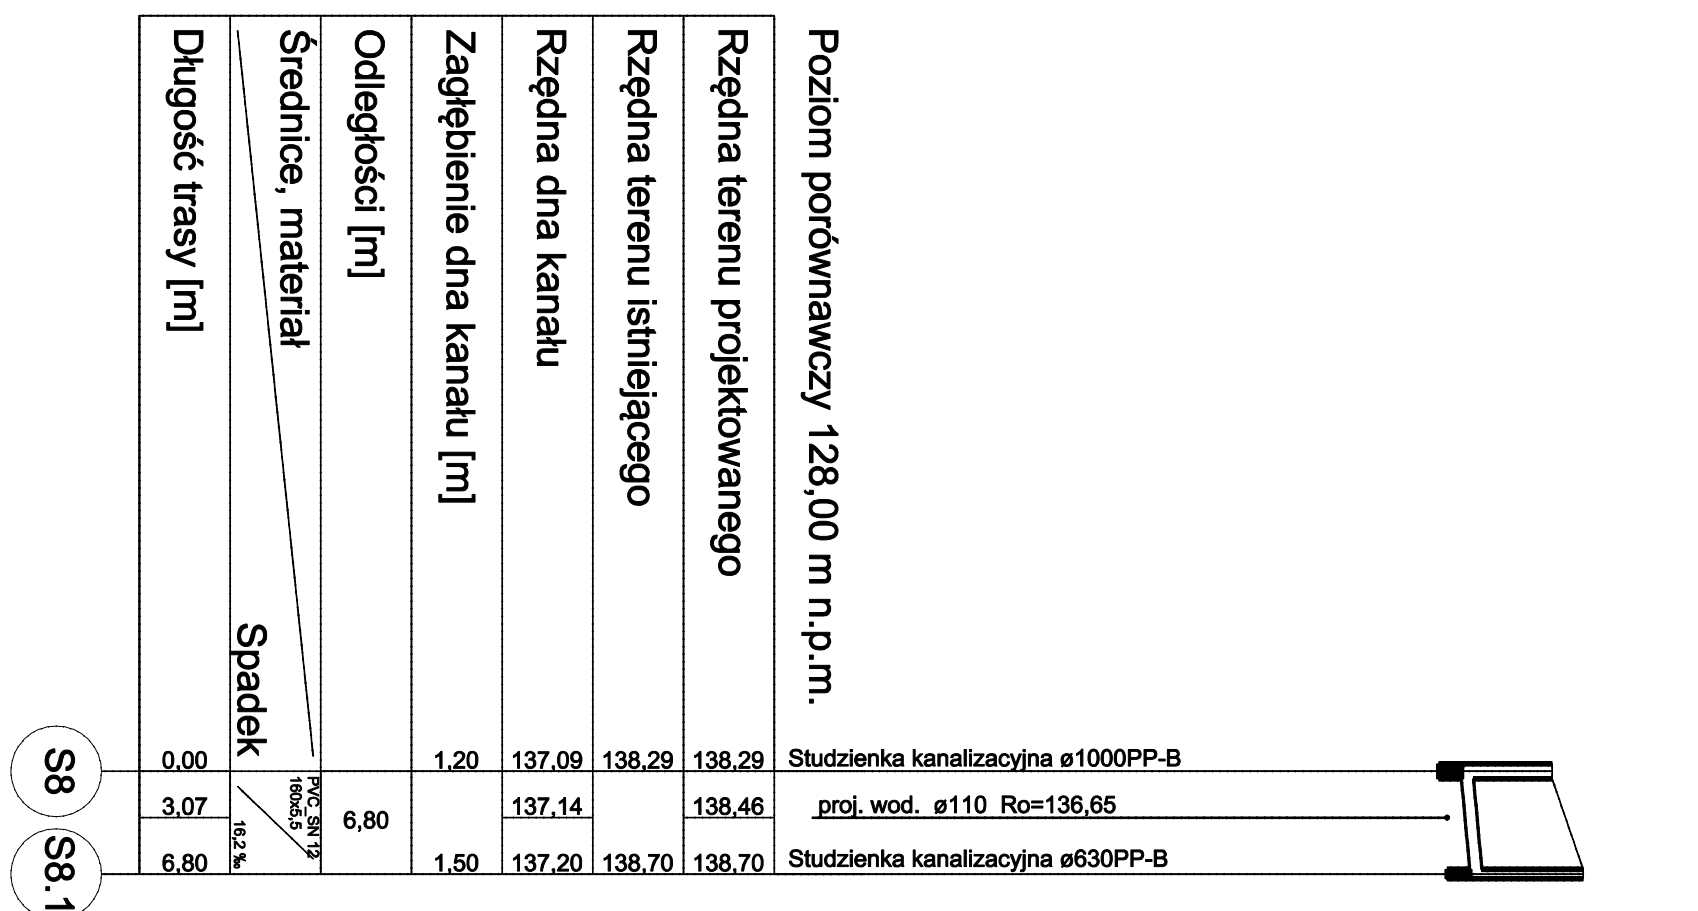 Poziom porównawczy 128,00 m n.p.m.
Rzędna terenu projektowanego
Rzędna terenu istniejącego
Rzędna dna kanału
Zagłębienie dna kanału [m]
Odległości [m]
Średnice, materiał
Spadek
Długość trasy [m]
S8
0,00
1,20
137,09
138,29
138,29
Studzienka kanalizacyjna ø1000PP-B
3,07
PVC_SN 12
160x5,5
16,2 ‰
6,80
137,14
138,46
proj. wod. ø110 Ro=136,65
S8.1
6,80
1,50
137,20
138,70
138,70
Studzienka kanalizacyjna ø630PP-B